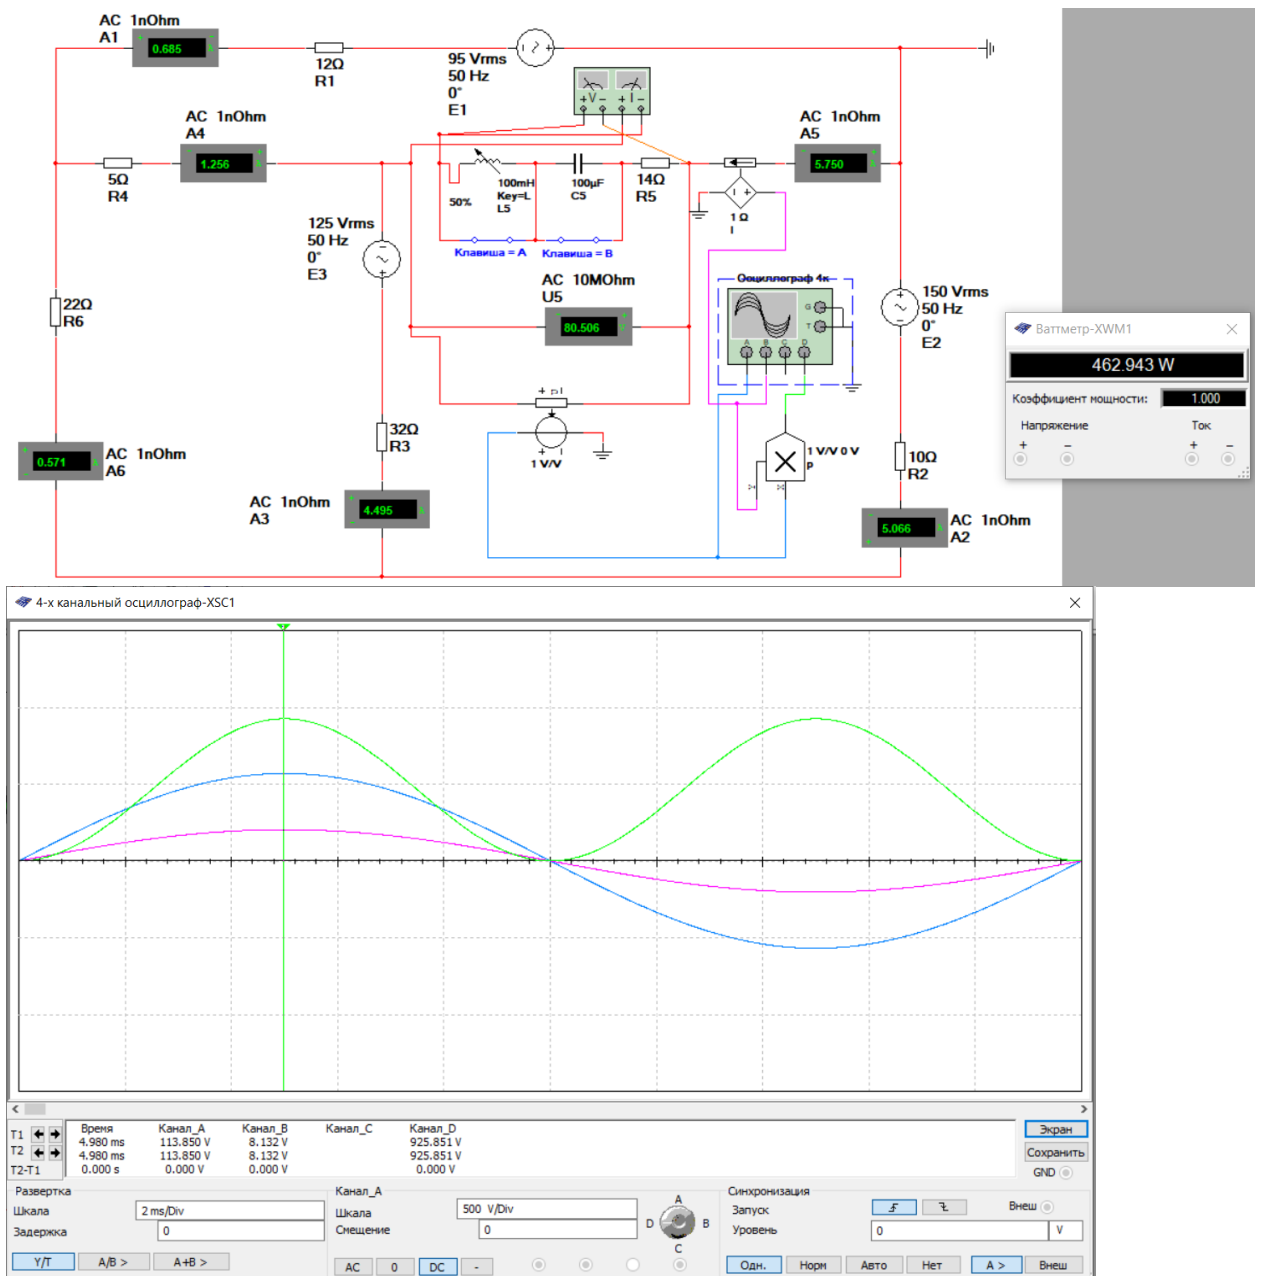 AC 1nOhm
A1
0.685
12Ω
R1
95 Vrms
50 Hz
0°
E1
AC 1nOhm
A4
1.256
5Ω
R4
50%
100mH
Key=L
L5
100µF
C5
14Ω
R5
AC 1nOhm
A5
5.750
1 Ω
I
Клавиша = A
Клавиша = B
125 Vrms
50 Hz
0°
E3
AC 10MOhm
U5
80.506
Осциллограф 4к
G
T
A B C D
150 Vrms
50 Hz
0°
E2
22Ω
R6
0.571
AC 1nOhm
A6
32Ω
R3
AC 1nOhm
A3
4.495
1 V/V
1 V/V 0 V
p
10Ω
R2
5.066
AC 1nOhm
A2
Ваттметр-XWM1
462.943 W
Коэффициент мощности: 1.000
Напряжение Ток
+ − + −
4-х канальный осциллограф-XSC1
Время Канал_A Канал_B Канал_C Канал_D
T1 4.980 ms 113.850 V 8.132 V 925.851 V
T2 4.980 ms 113.850 V 8.132 V 925.851 V
T2-T1 0.000 s 0.000 V 0.000 V 0.000 V
Экран
Сохранить
GND
Развертка
Шкала 2 ms/Div
Задержка 0
Y/T A/B > A+B >
Канал_A
Шкала 500 V/Div
Смещение 0
AC 0 DC -
A
D B
C
Синхронизация
Запуск Внеш
Уровень 0 V
Одн. Норм Авто Нет A > Внеш